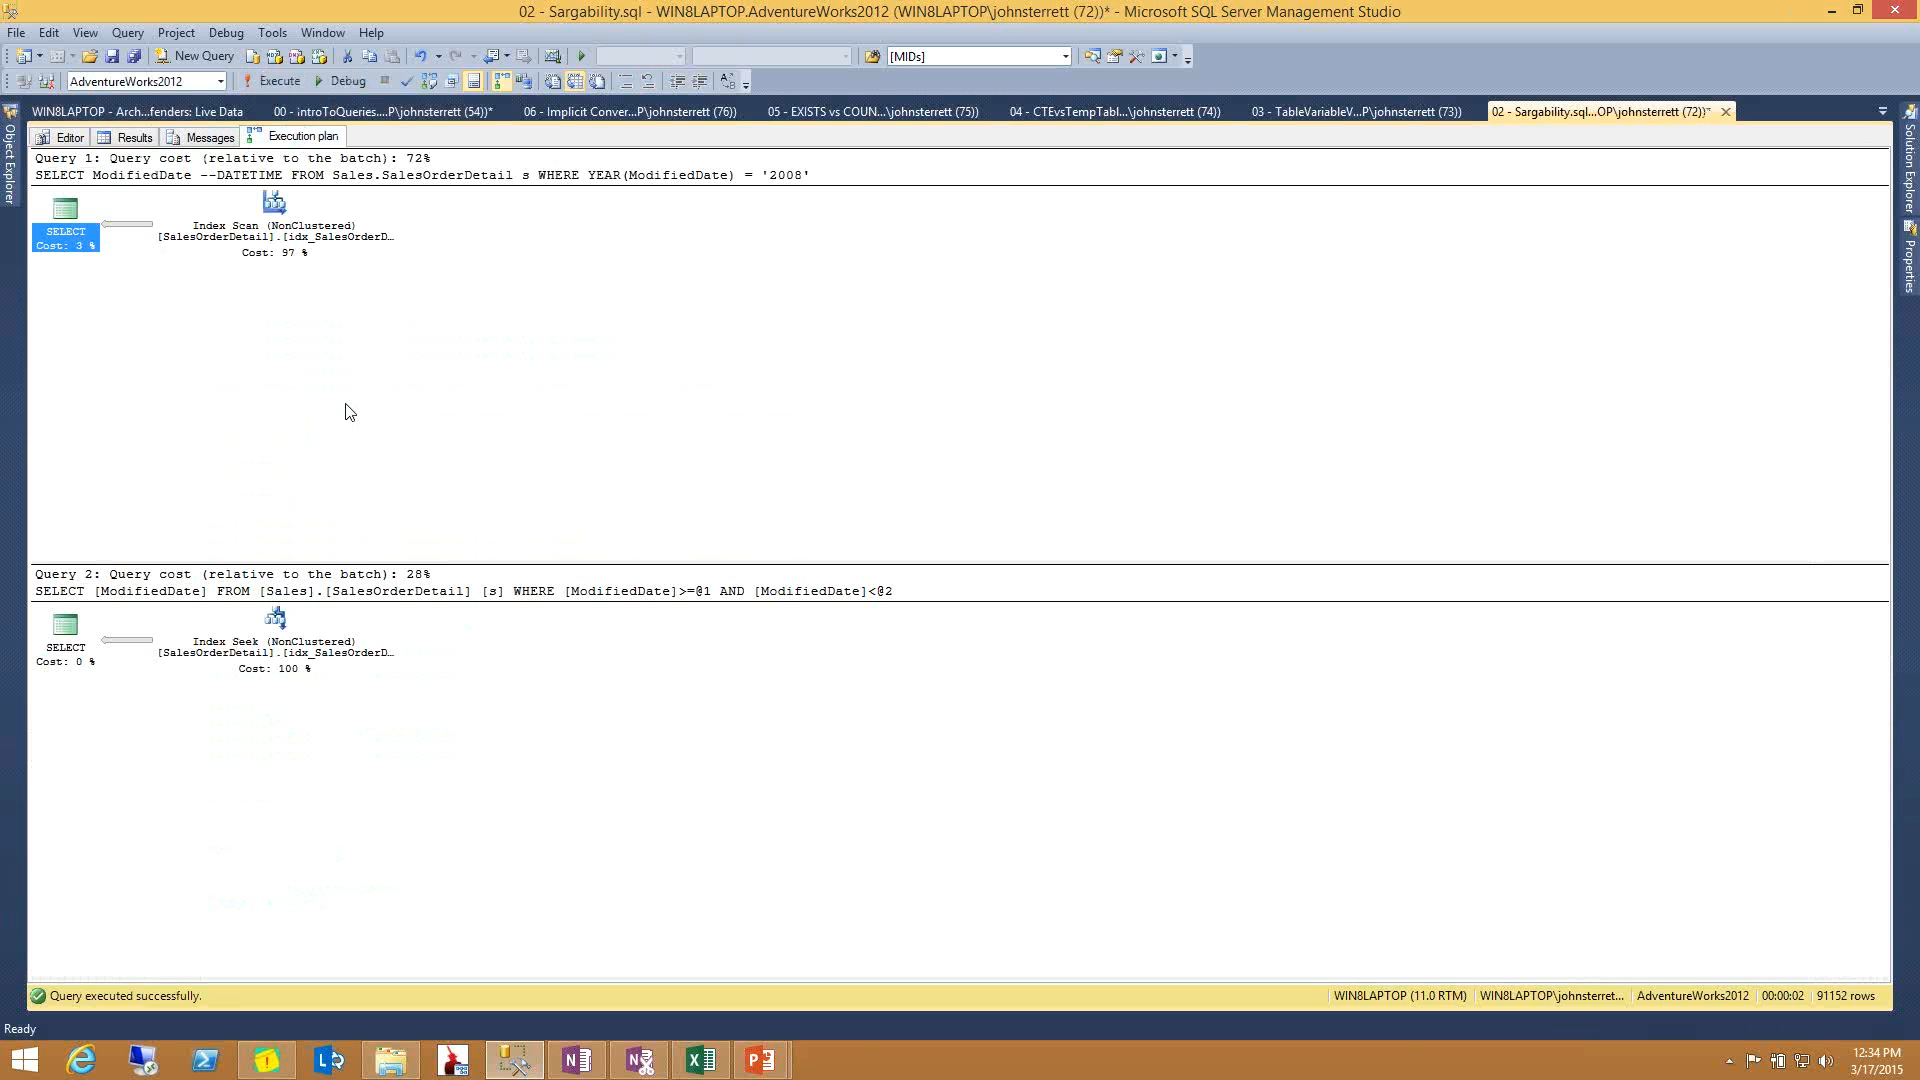 02 - Sargability.sql - WIN8LAPTOP.AdventureWorks2012 (WIN8LAPTOP\johnsterrett (72))* - Microsoft SQL Server Management Studio
File Edit View Query Project Debug Tools Window Help
New Query [MIDs]
AdventureWorks2012 Execute Debug
WIN8LAPTOP - Arch...fenders: Live Data 00 - IntroToQueries....P\johnsterrett (54))* 06 - Implicit Conver...P\johnsterrett (76)) 05 - EXISTS vs COUN...\johnsterrett (75)) 04 - CTEvsTempTabl...\johnsterrett (74)) 03 - TableVariableV...P\johnsterrett (73)) 02 - Sargability.sql...OP\johnsterrett (72))*
Object Explorer
Solution Explorer
Properties
Editor Results Messages Execution plan
Query 1: Query cost (relative to the batch): 72%
SELECT ModifiedDate --DATETIME FROM Sales.SalesOrderDetail s WHERE YEAR(ModifiedDate) = '2008'
SELECT
Cost: 3 %
Index Scan (NonClustered)
[SalesOrderDetail].[idx_SalesOrderD…
Cost: 97 %
Query 2: Query cost (relative to the batch): 28%
SELECT [ModifiedDate] FROM [Sales].[SalesOrderDetail] [s] WHERE [ModifiedDate]>=@1 AND [ModifiedDate]<@2
SELECT
Cost: 0 %
Index Seek (NonClustered)
[SalesOrderDetail].[idx_SalesOrderD…
Cost: 100 %
Query executed successfully. WIN8LAPTOP (11.0 RTM) WIN8LAPTOP\johnsterret... AdventureWorks2012 00:00:02 91152 rows
Ready
12:34 PM
3/17/2015